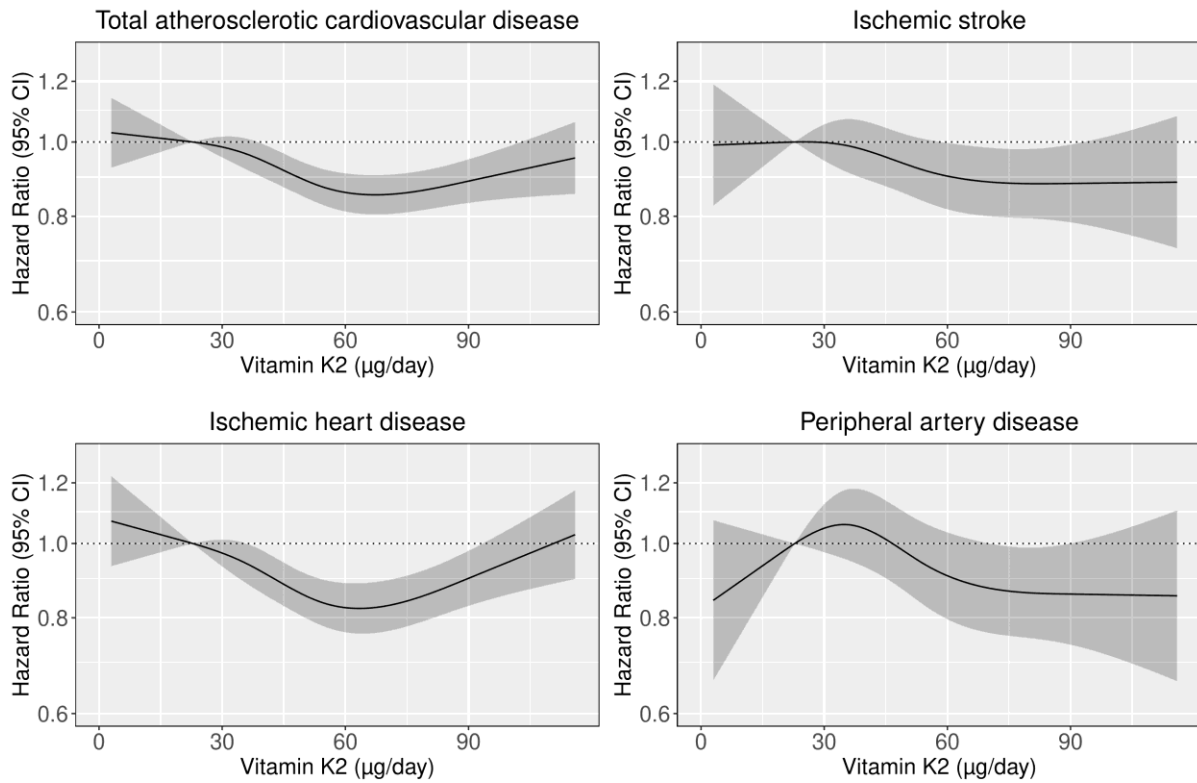 Total atherosclerotic cardiovascular disease
Hazard Ratio (95% CI)
1.2
1.0
0.8
0.6
0 30 60 90
Vitamin K2 (µg/day)
Ischemic stroke
Hazard Ratio (95% CI)
1.2
1.0
0.8
0.6
0 30 60 90
Vitamin K2 (µg/day)
Ischemic heart disease
Hazard Ratio (95% CI)
1.2
1.0
0.8
0.6
0 30 60 90
Vitamin K2 (µg/day)
Peripheral artery disease
Hazard Ratio (95% CI)
1.2
1.0
0.8
0.6
0 30 60 90
Vitamin K2 (µg/day)